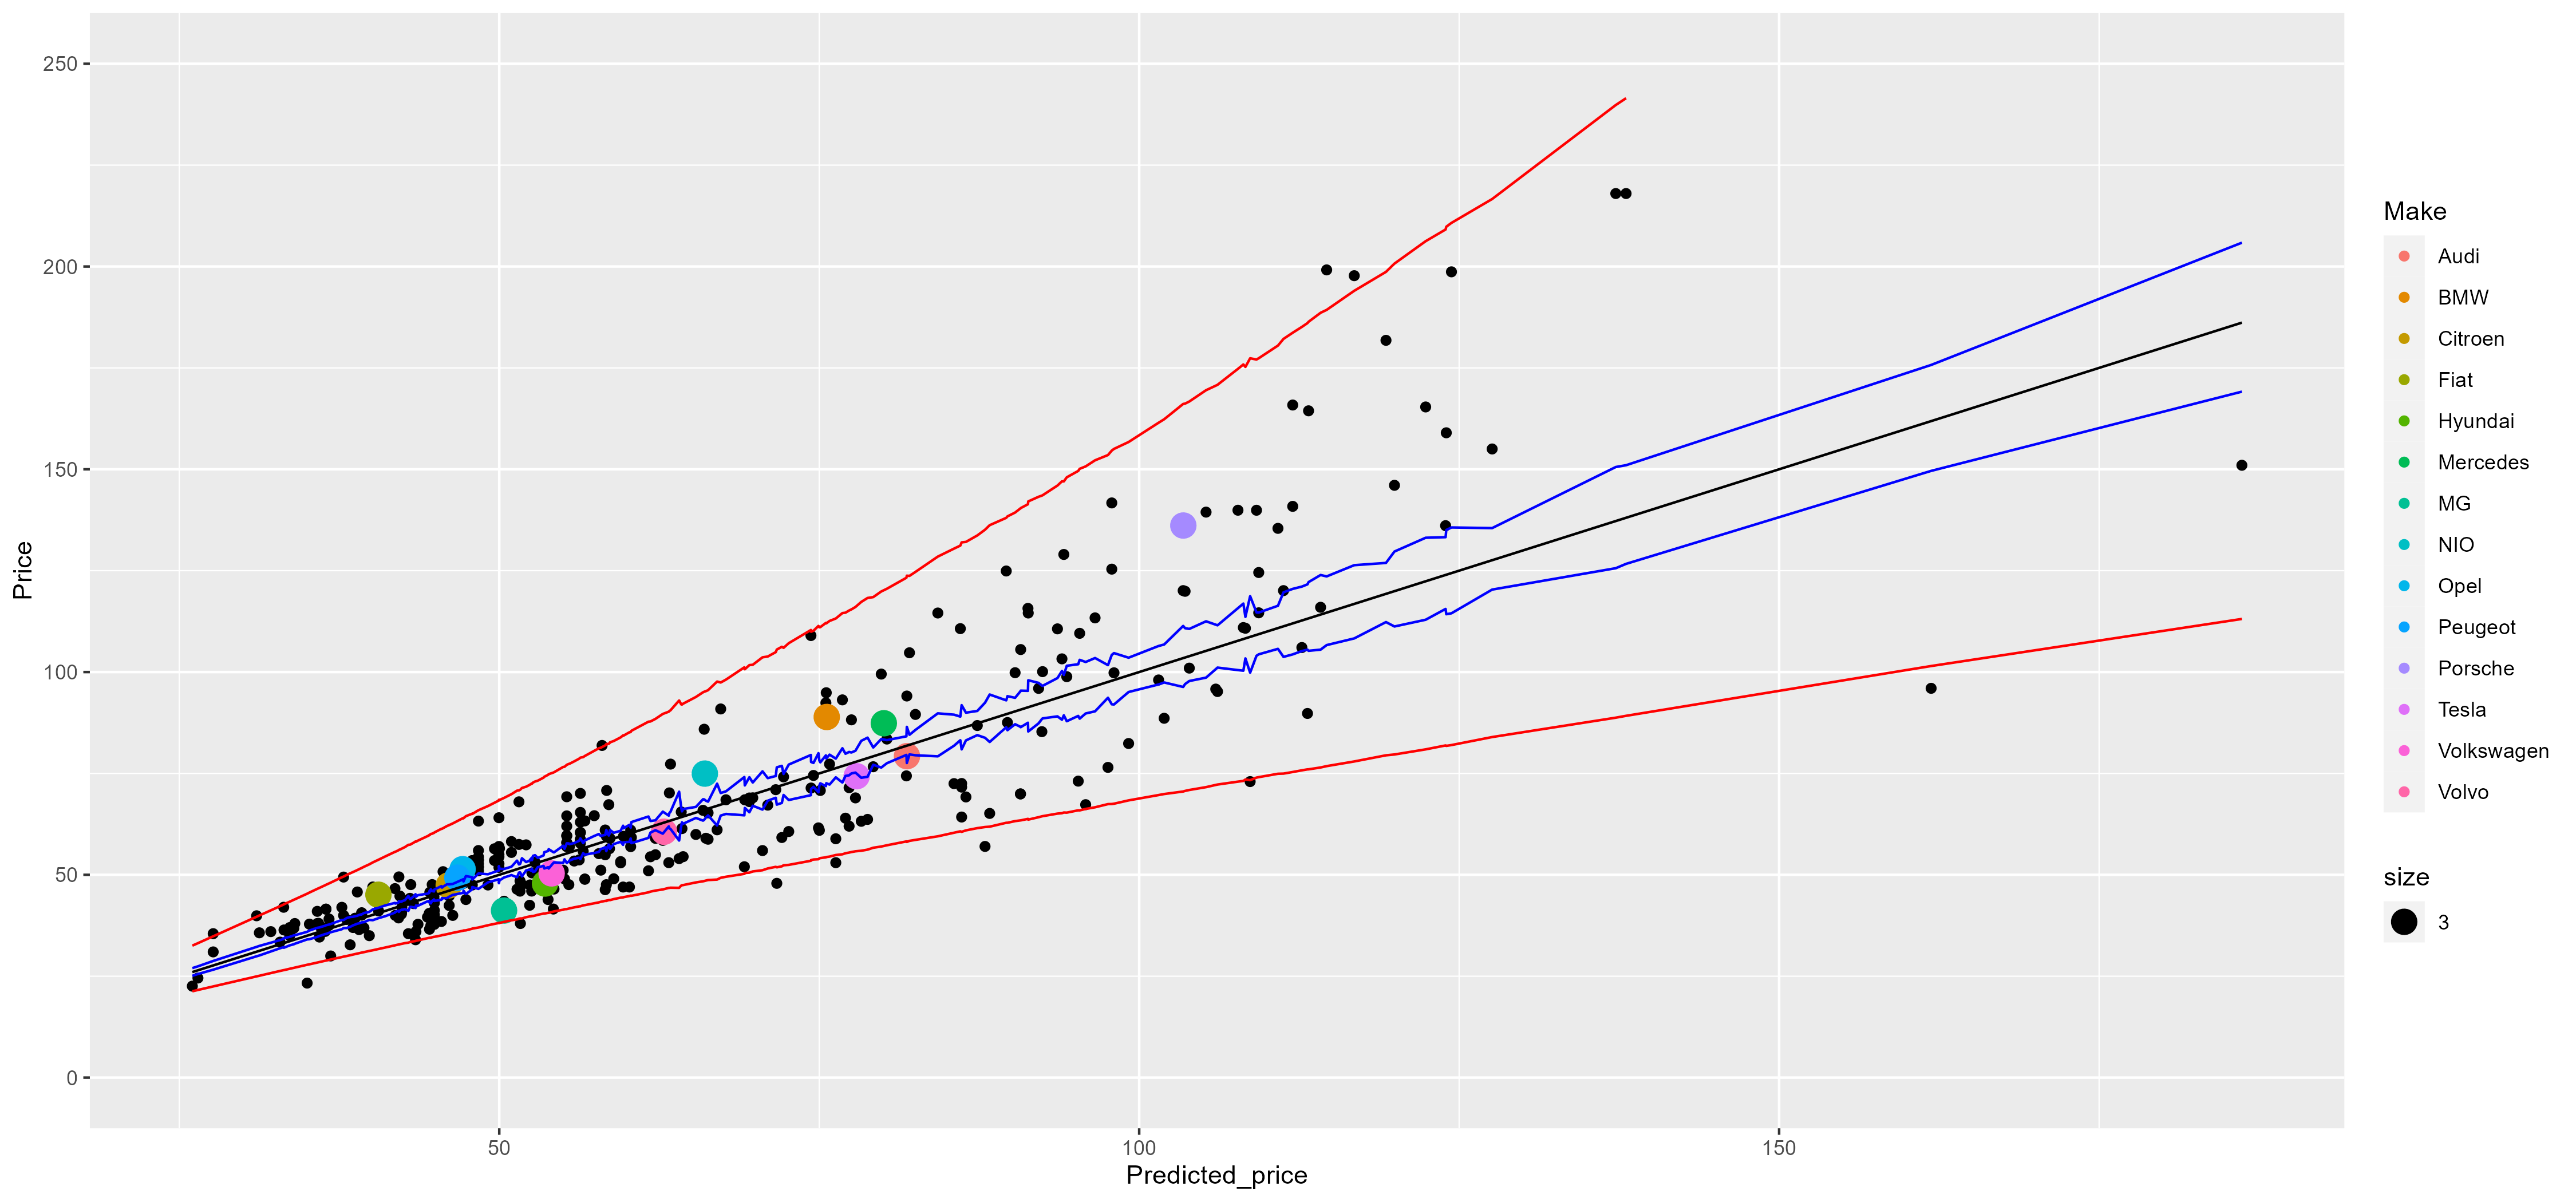 250
200
150
100
50
0
Price
50
100
150
Predicted_price
Make
Audi
BMW
Citroen
Fiat
Hyundai
Mercedes
MG
NIO
Opel
Peugeot
Porsche
Tesla
Volkswagen
Volvo
size
3